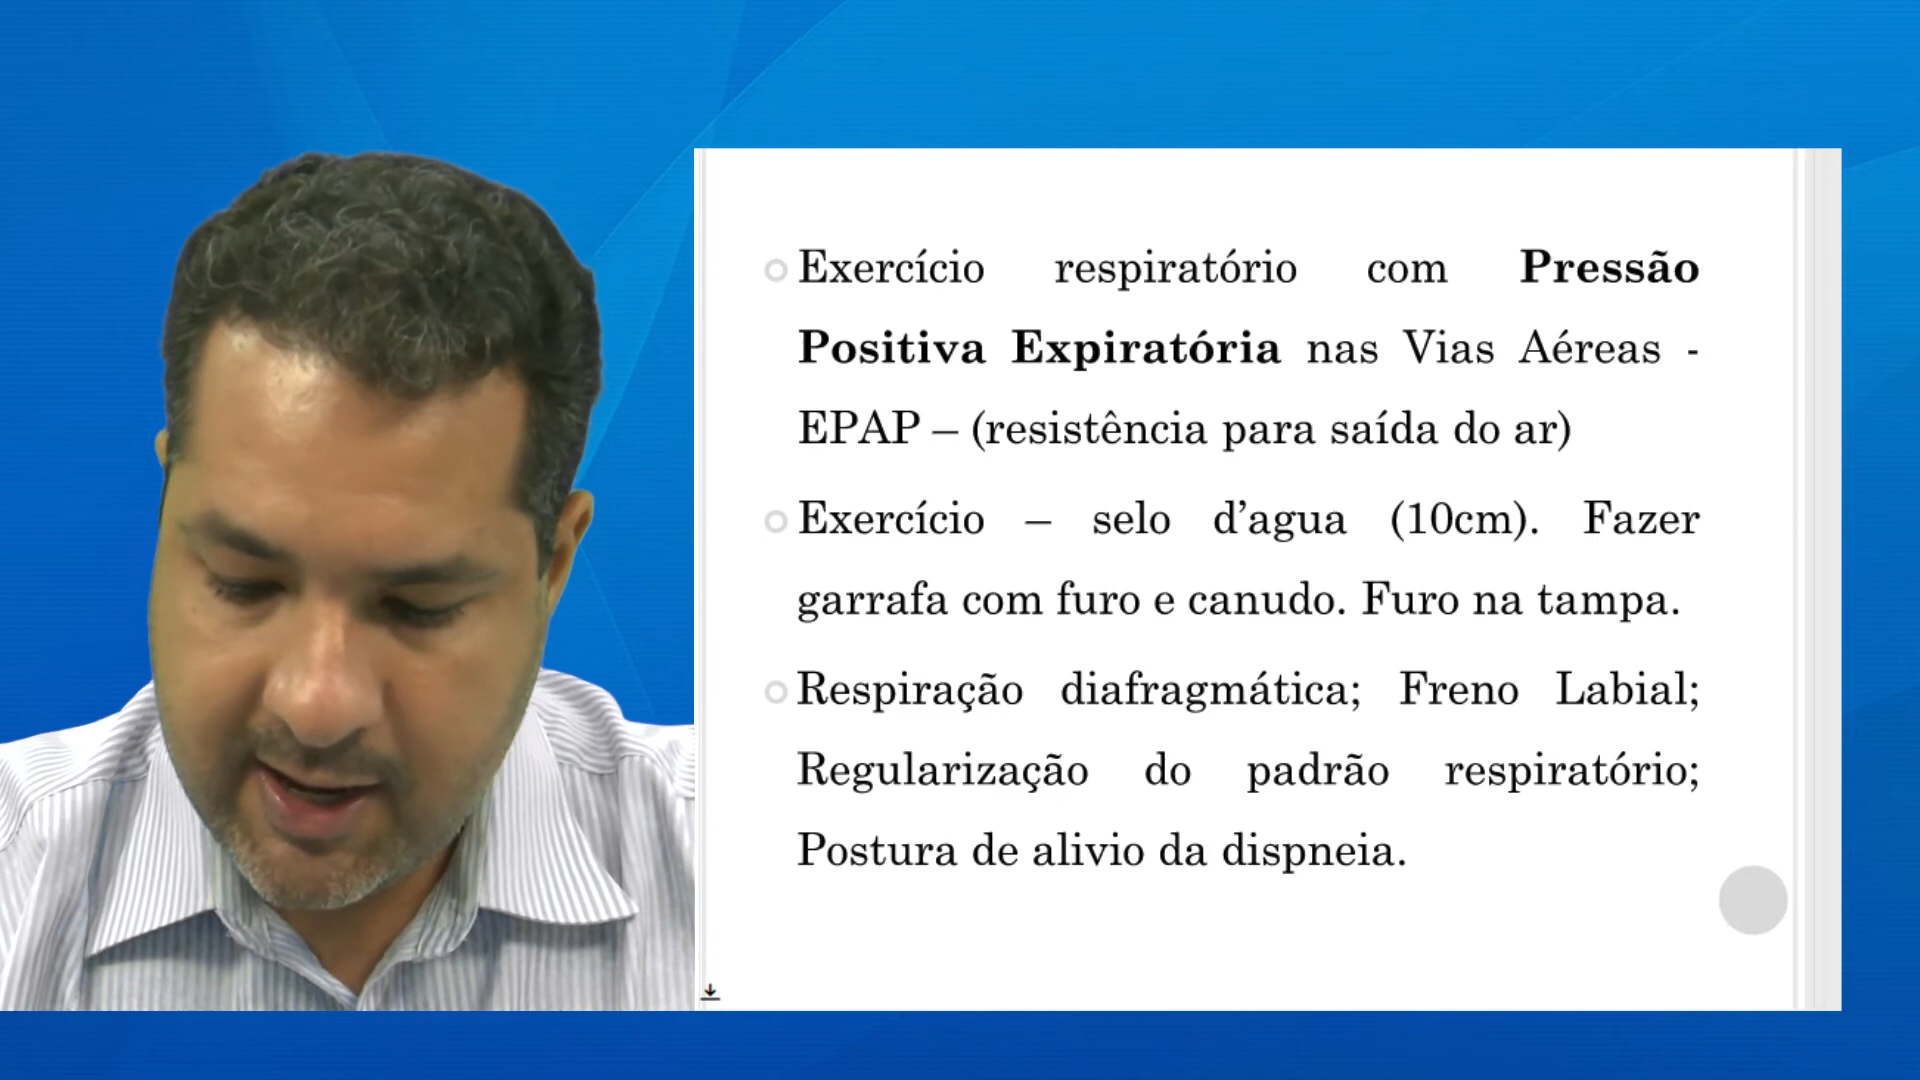 Exercício respiratório com Pressão
Positiva Expiratória nas Vias Aéreas -
EPAP – (resistência para saída do ar)
Exercício – selo d’agua (10cm). Fazer
garrafa com furo e canudo. Furo na tampa.
Respiração diafragmática; Freno Labial;
Regularização do padrão respiratório;
Postura de alivio da dispneia.